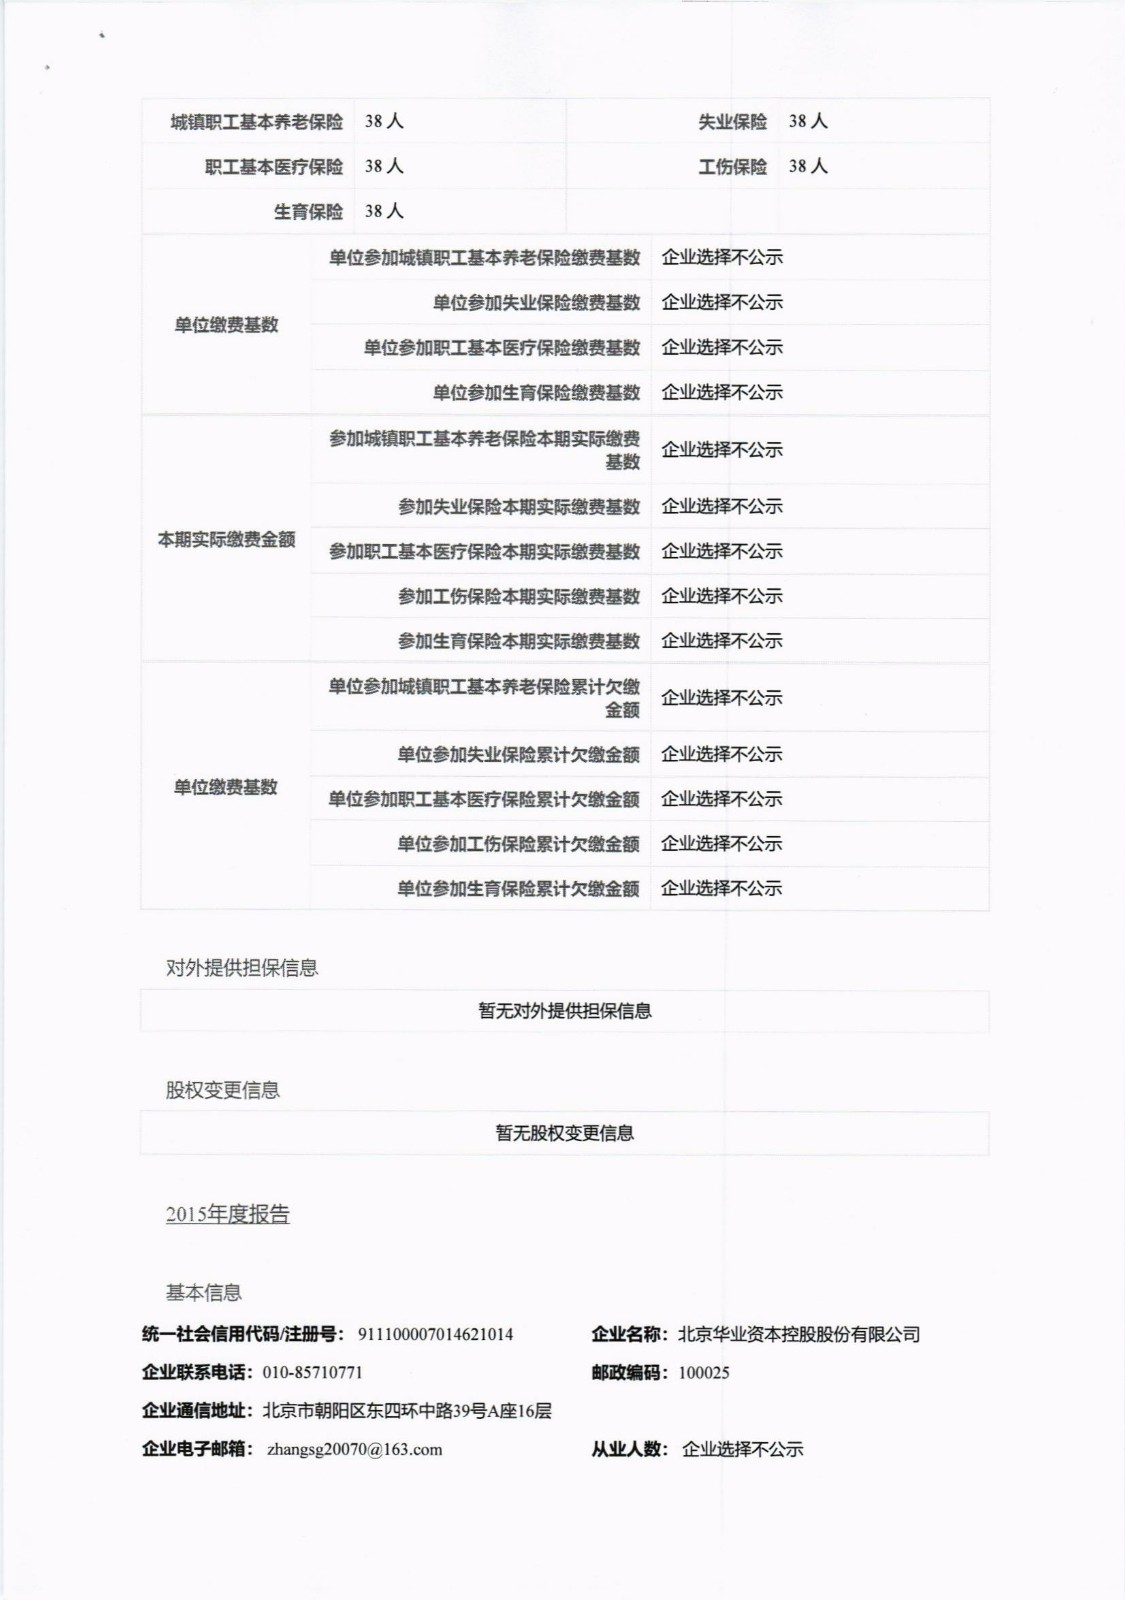 城镇职工基本养老保险 38 人 失业保险 38 人
职工基本医疗保险 38 人 工伤保险 38 人
生育保险 38 人
单位缴费基数
单位参加城镇职工基本养老保险缴费基数 企业选择不公示
单位参加失业保险缴费基数 企业选择不公示
单位参加职工基本医疗保险缴费基数 企业选择不公示
单位参加生育保险缴费基数 企业选择不公示
本期实际缴费金额
参加城镇职工基本养老保险本期实际缴费
基数 企业选择不公示
参加失业保险本期实际缴费基数 企业选择不公示
参加职工基本医疗保险本期实际缴费基数 企业选择不公示
参加工伤保险本期实际缴费基数 企业选择不公示
参加生育保险本期实际缴费基数 企业选择不公示
单位缴费基数
单位参加城镇职工基本养老保险累计欠缴
金额 企业选择不公示
单位参加失业保险累计欠缴金额 企业选择不公示
单位参加职工基本医疗保险累计欠缴金额 企业选择不公示
单位参加工伤保险累计欠缴金额 企业选择不公示
单位参加生育保险累计欠缴金额 企业选择不公示
对外提供担保信息
暂无对外提供担保信息
股权变更信息
暂无股权变更信息
2015年度报告
基本信息
统一社会信用代码/注册号： 911100007014621014 企业名称：北京华业资本控股股份有限公司
企业联系电话：010-85710771 邮政编码：100025
企业通信地址：北京市朝阳区东四环中路39号A座16层
企业电子邮箱： zhangsg20070@163.com 从业人数： 企业选择不公示